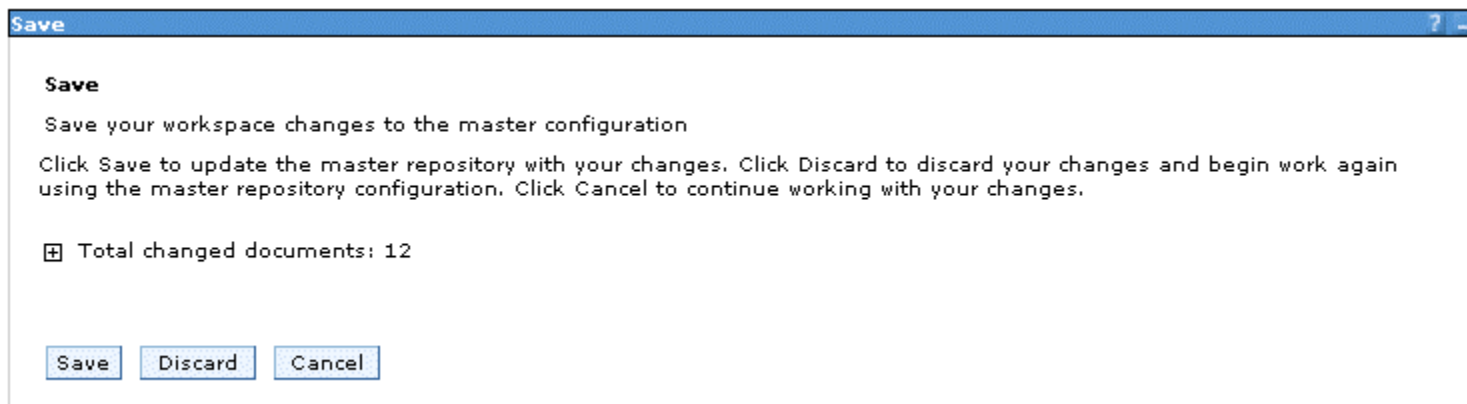 Save ? -
Save
Save your workspace changes to the master configuration
Click Save to update the master repository with your changes. Click Discard to discard your changes and begin work again
using the master repository configuration. Click Cancel to continue working with your changes.
Total changed documents: 12
Save Discard Cancel